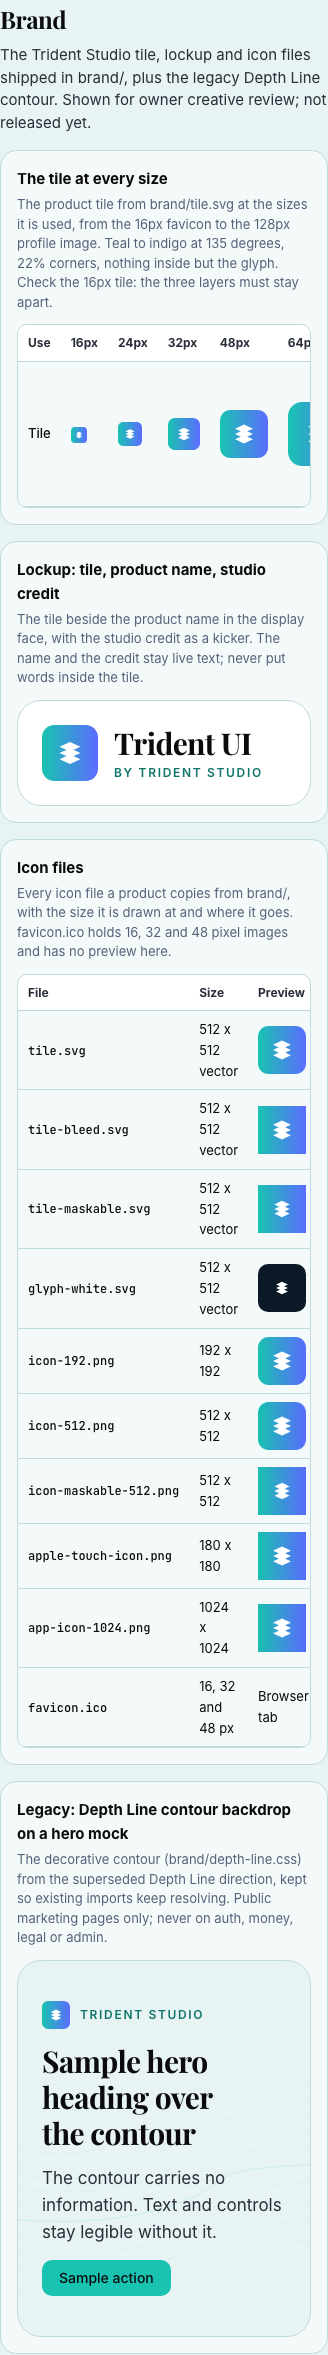 Brand
The Trident Studio tile, lockup and icon files
shipped in brand/, plus the legacy Depth Line
contour. Shown for owner creative review; not
released yet.
The tile at every size
The product tile from brand/tile.svg at the sizes
it is used, from the 16px favicon to the 128px
profile image. Teal to indigo at 135 degrees,
22% corners, nothing inside but the glyph.
Check the 16px tile: the three layers must stay
apart.
Use 16px 24px 32px 48px 64p
Tile
Lockup: tile, product name, studio
credit
The tile beside the product name in the display
face, with the studio credit as a kicker. The
name and the credit stay live text; never put
words inside the tile.
Trident UI
BY TRIDENT STUDIO
Icon files
Every icon file a product copies from brand/,
with the size it is drawn at and where it goes.
favicon.ico holds 16, 32 and 48 pixel images
and has no preview here.
File Size Preview
tile.svg 512 x
512
vector
tile-bleed.svg 512 x
512
vector
tile-maskable.svg 512 x
512
vector
glyph-white.svg 512 x
512
vector
icon-192.png 192 x
192
icon-512.png 512 x
512
icon-maskable-512.png 512 x
512
apple-touch-icon.png 180 x
180
app-icon-1024.png 1024
x
1024
favicon.ico 16, 32
and
48 px
Browser
tab
Legacy: Depth Line contour backdrop
on a hero mock
The decorative contour (brand/depth-line.css)
from the superseded Depth Line direction, kept
so existing imports keep resolving. Public
marketing pages only; never on auth, money,
legal or admin.
TRIDENT STUDIO
Sample hero
heading over
the contour
The contour carries no
information. Text and controls
stay legible without it.
Sample action